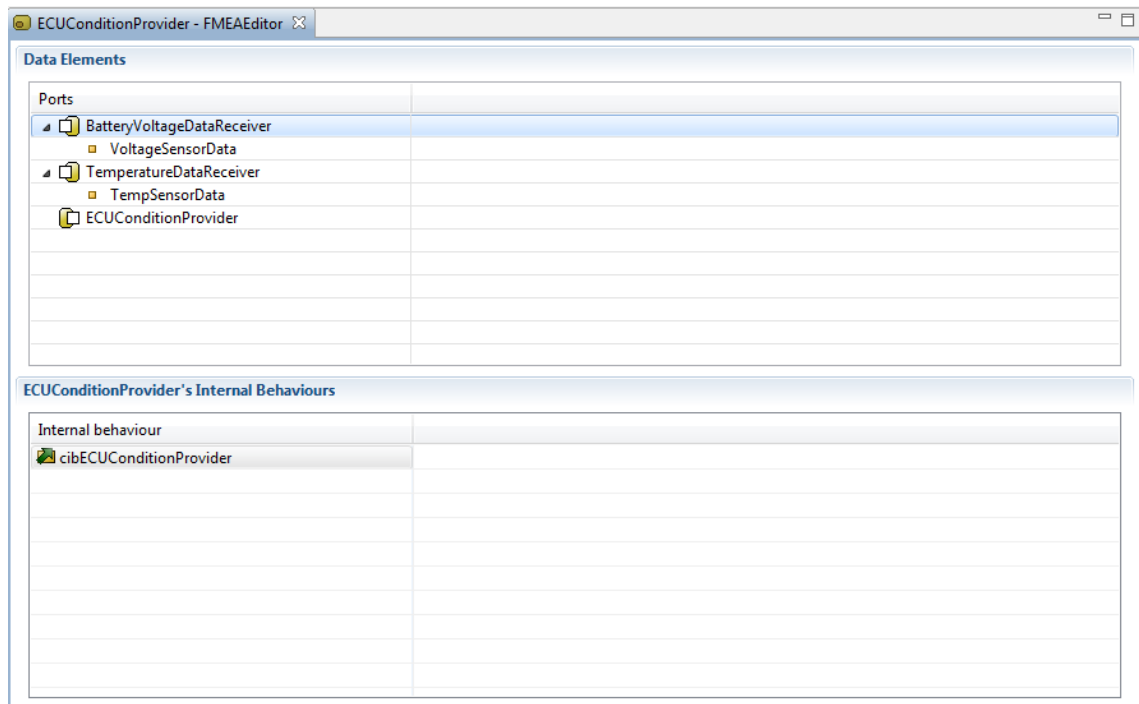 ECUConditionProvider - FMEAEditor
Data Elements
Ports
BatteryVoltageDataReceiver
VoltageSensorData
TemperatureDataReceiver
TempSensorData
ECUConditionProvider
ECUConditionProvider's Internal Behaviours
Internal behaviour
cibECUConditionProvider